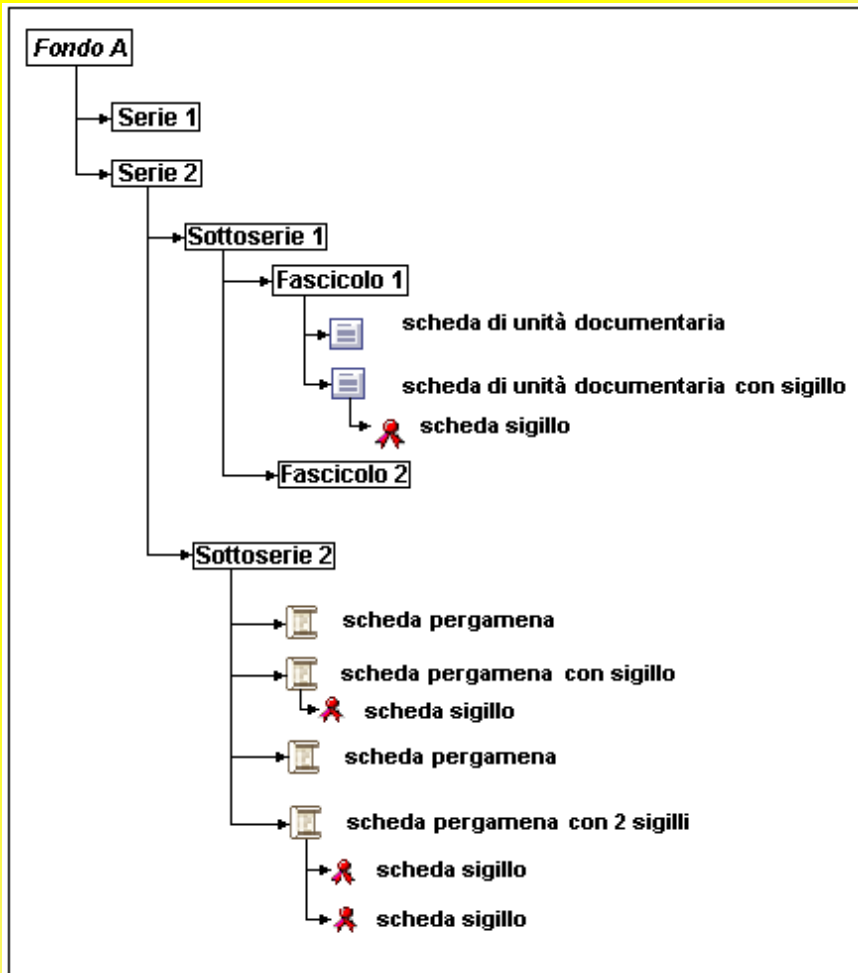 Fondo A
Serie 1
Serie 2
Sottoserie 1
Fascicolo 1
scheda di unità documentaria
scheda di unità documentaria con sigillo
scheda sigillo
Fascicolo 2
Sottoserie 2
scheda pergamena
scheda pergamena con sigillo
scheda sigillo
scheda pergamena
scheda pergamena con 2 sigilli
scheda sigillo
scheda sigillo